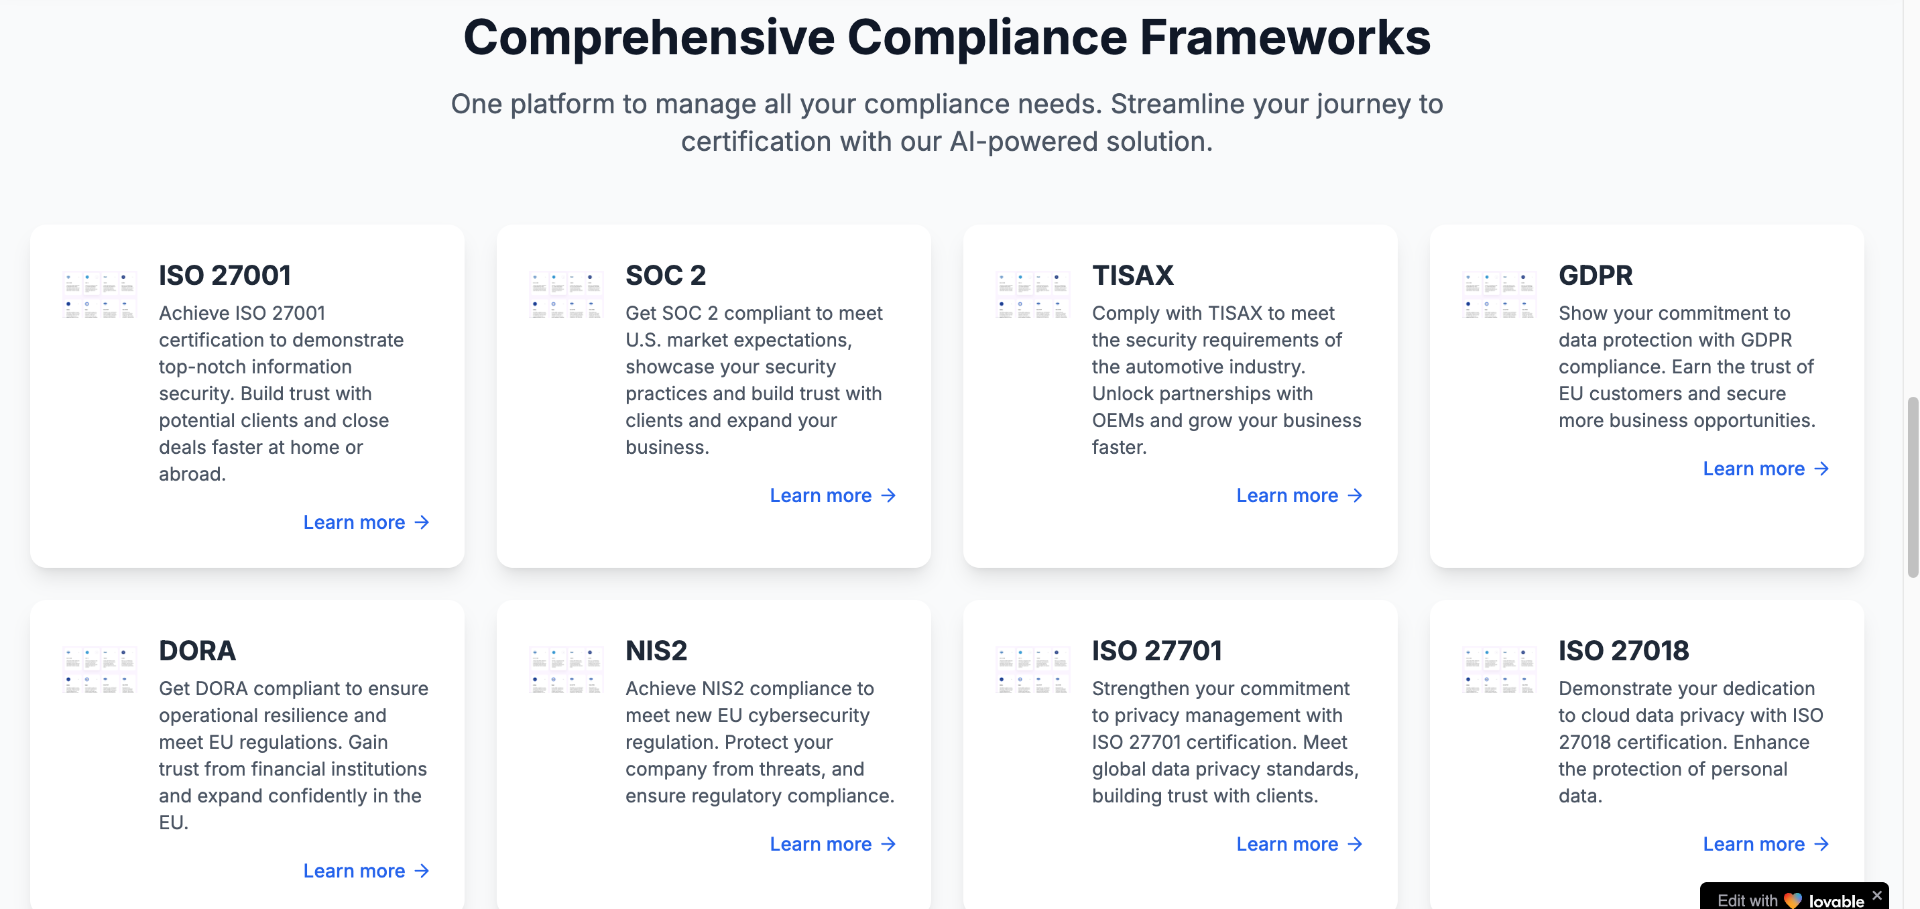 Comprehensive Compliance Frameworks
One platform to manage all your compliance needs. Streamline your journey to
certification with our AI-powered solution.
ISO 27001
Achieve ISO 27001
certification to demonstrate
top-notch information
security. Build trust with
potential clients and close
deals faster at home or
abroad.
Learn more →
SOC 2
Get SOC 2 compliant to meet
U.S. market expectations,
showcase your security
practices and build trust with
clients and expand your
business.
Learn more →
TISAX
Comply with TISAX to meet
the security requirements of
the automotive industry.
Unlock partnerships with
OEMs and grow your business
faster.
Learn more →
GDPR
Show your commitment to
data protection with GDPR
compliance. Earn the trust of
EU customers and secure
more business opportunities.
Learn more →
DORA
Get DORA compliant to ensure
operational resilience and
meet EU regulations. Gain
trust from financial institutions
and expand confidently in the
EU.
Learn more →
NIS2
Achieve NIS2 compliance to
meet new EU cybersecurity
regulation. Protect your
company from threats, and
ensure regulatory compliance.
Learn more →
ISO 27701
Strengthen your commitment
to privacy management with
ISO 27701 certification. Meet
global data privacy standards,
building trust with clients.
Learn more →
ISO 27018
Demonstrate your dedication
to cloud data privacy with ISO
27018 certification. Enhance
the protection of personal
data.
Learn more →
Edit with lovable